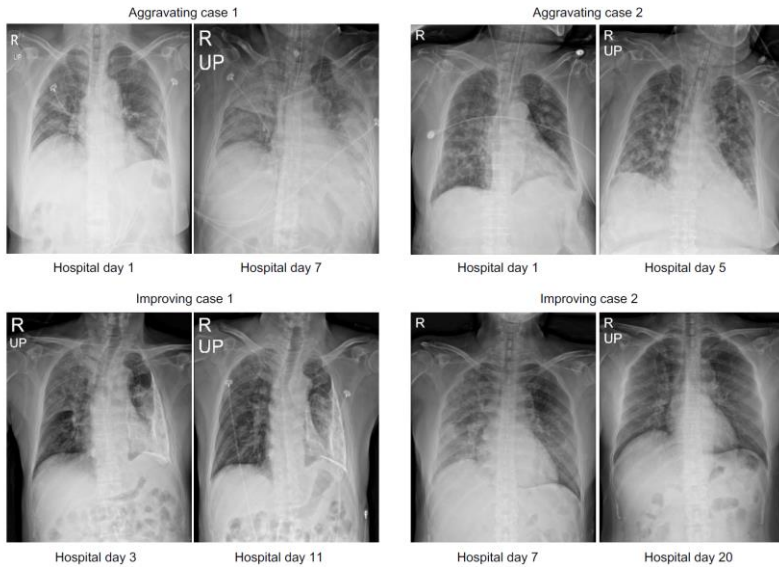 Aggravating case 1
Aggravating case 2
R
UP
R
UP
R
R
UP
Hospital day 1
Hospital day 7
Hospital day 1
Hospital day 5
Improving case 1
Improving case 2
R
UP
R
UP
R
R
UP
Hospital day 3
Hospital day 11
Hospital day 7
Hospital day 20